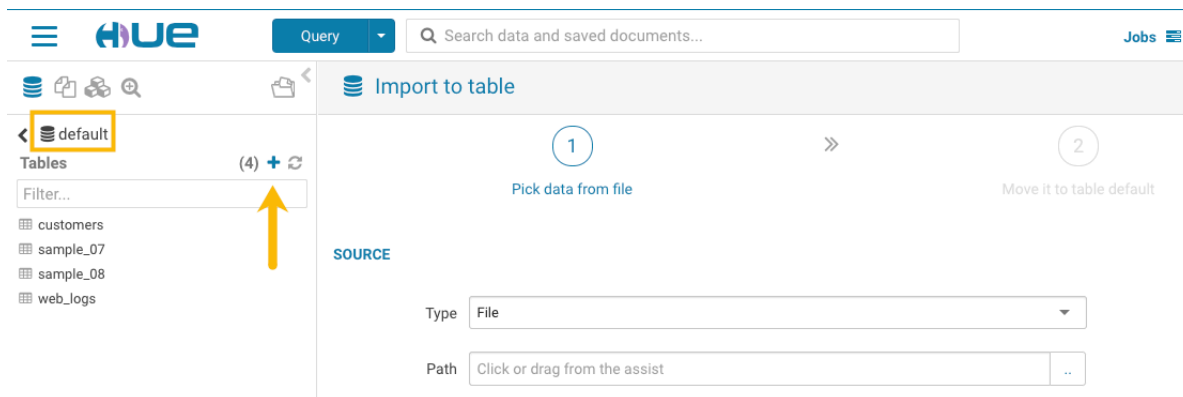 HUE
Query
Search data and saved documents...
Jobs
default
Tables (4)
Filter...
customers
sample_07
sample_08
web_logs
Import to table
1
2
Pick data from file
Move it to table default
SOURCE
Type File
Path Click or drag from the assist ..